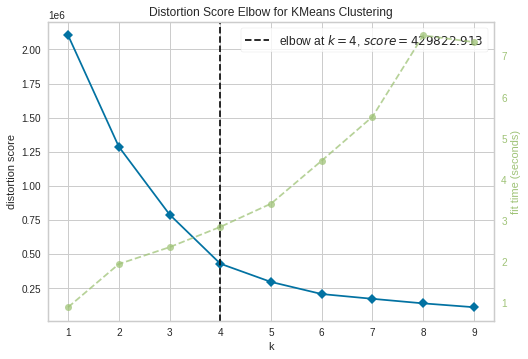 Distortion Score Elbow for KMeans Clustering
1e6
elbow at k = 4, score = 429822.913
2.00
1.75
1.50
1.25
1.00
0.75
0.50
0.25
distortion score
7
6
5
4
3
2
1
fit time (seconds)
1 2 3 4 5 6 7 8 9
k